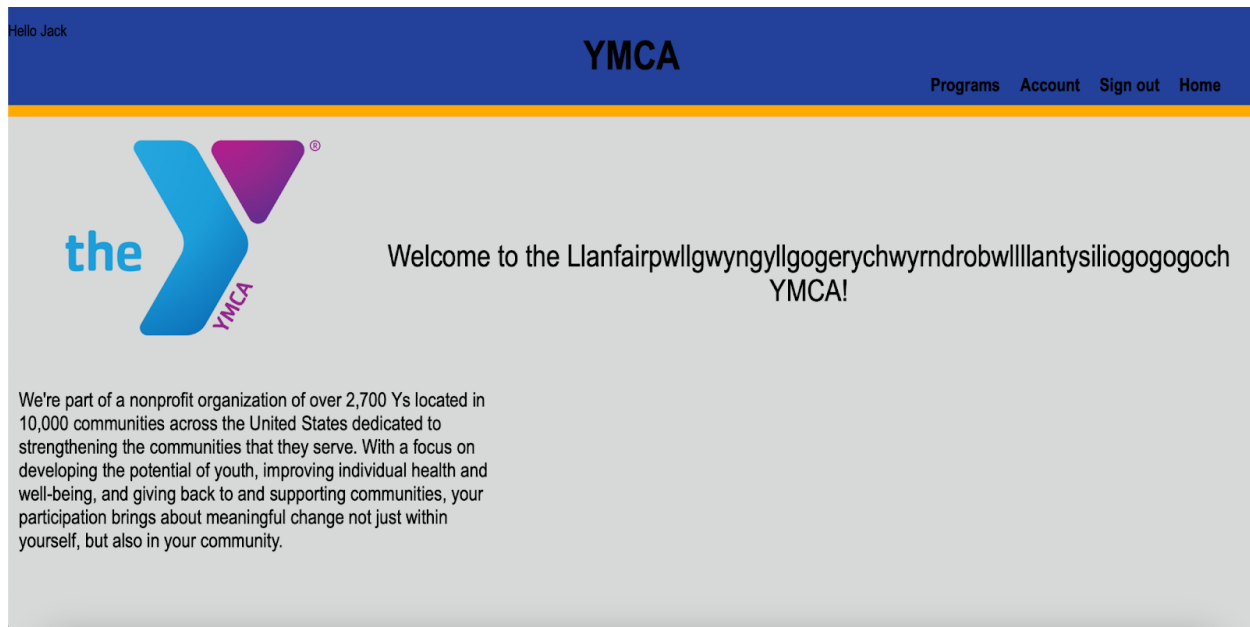 Hello Jack
YMCA
Programs Account Sign out Home
the
YMCA
®
Welcome to the Llanfairpwllgwyngyllgogerychwyrndrobwllllantysiliogogogoch
YMCA!
We're part of a nonprofit organization of over 2,700 Ys located in
10,000 communities across the United States dedicated to
strengthening the communities that they serve. With a focus on
developing the potential of youth, improving individual health and
well-being, and giving back to and supporting communities, your
participation brings about meaningful change not just within
yourself, but also in your community.